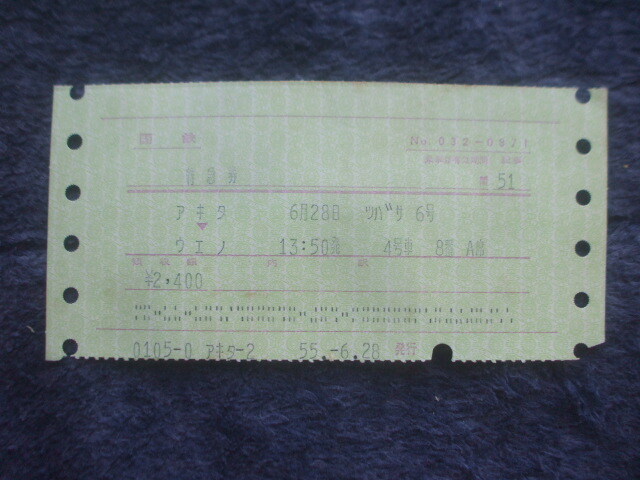 国鉄
No. 032-0971
特急券
51
アキタ 6月28日 ツバサ 6号
▼
ウエノ 13:50発 4号車 8番 A席
¥2,400
0105-0 アキタ-2 55.-6.28 発行